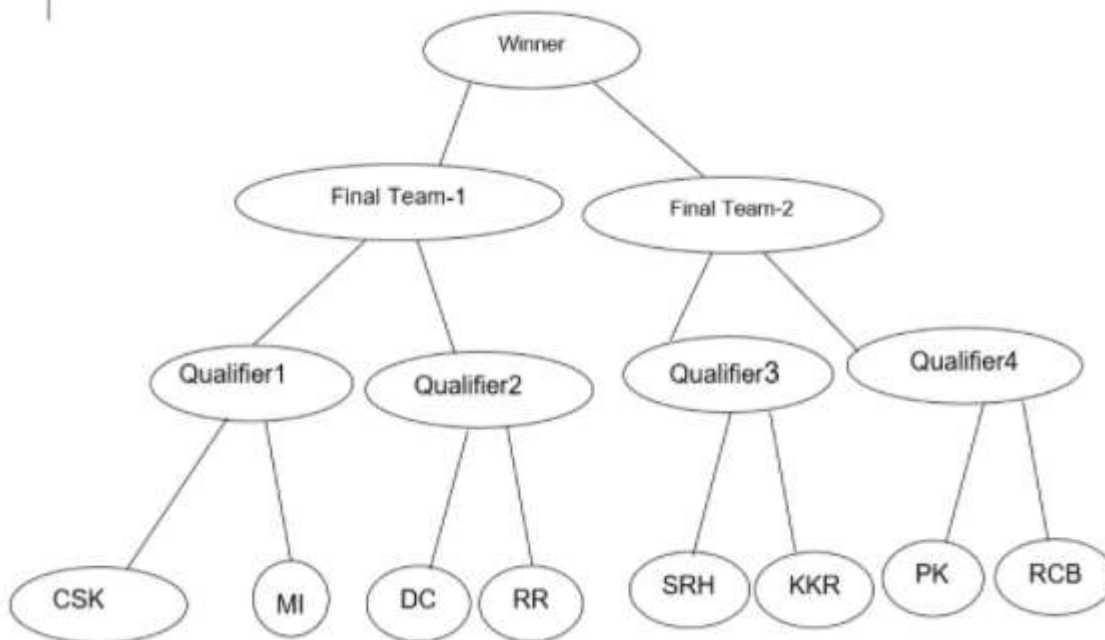 Winner
Final Team-1
Final Team-2
Qualifier1
Qualifier2
Qualifier3
Qualifier4
CSK
MI
DC
RR
SRH
KKR
PK
RCB